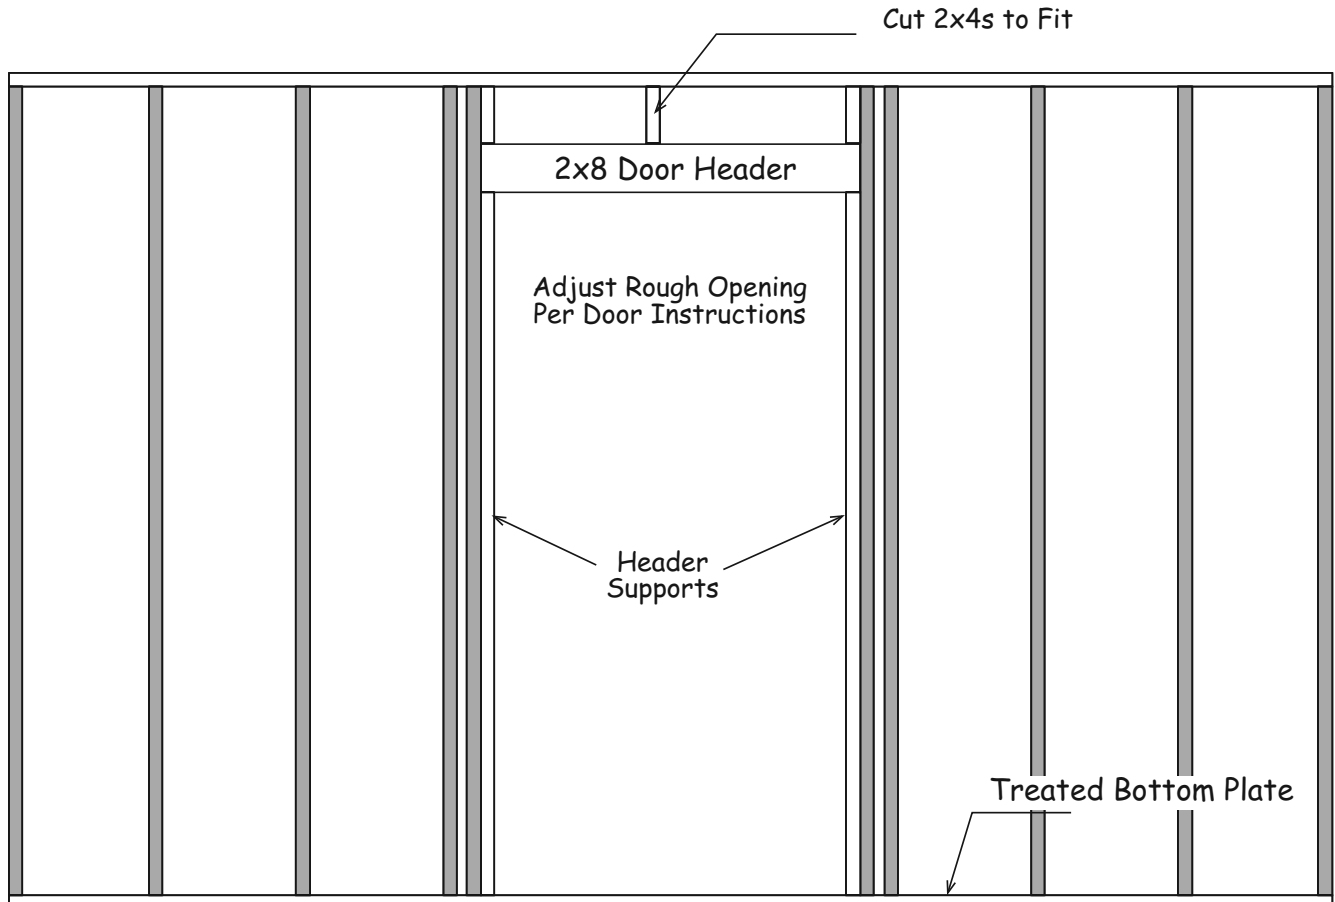 Cut 2x4s to Fit
2x8 Door Header
Adjust Rough Opening
Per Door Instructions
Header
Supports
Treated Bottom Plate